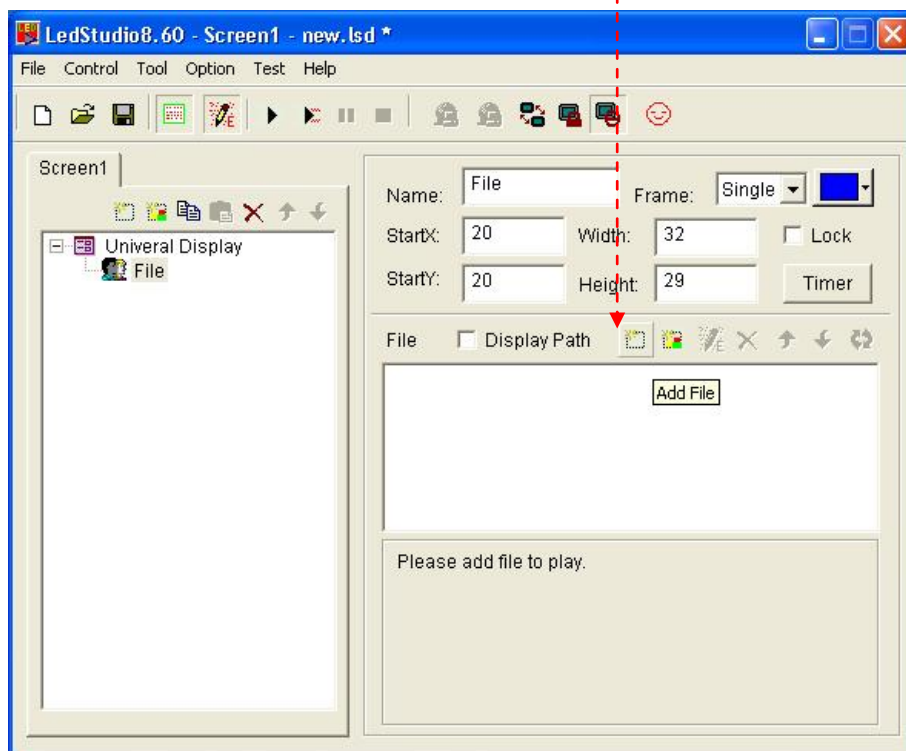 LedStudio8.60 - Screen1 - new.lsd *
File Control Tool Option Test Help
Screen1
Univeral Display
File
Name: File Frame: Single
StartX: 20 Width: 32 Lock
StartY: 20 Height: 29 Timer
File Display Path
Add File
Please add file to play.